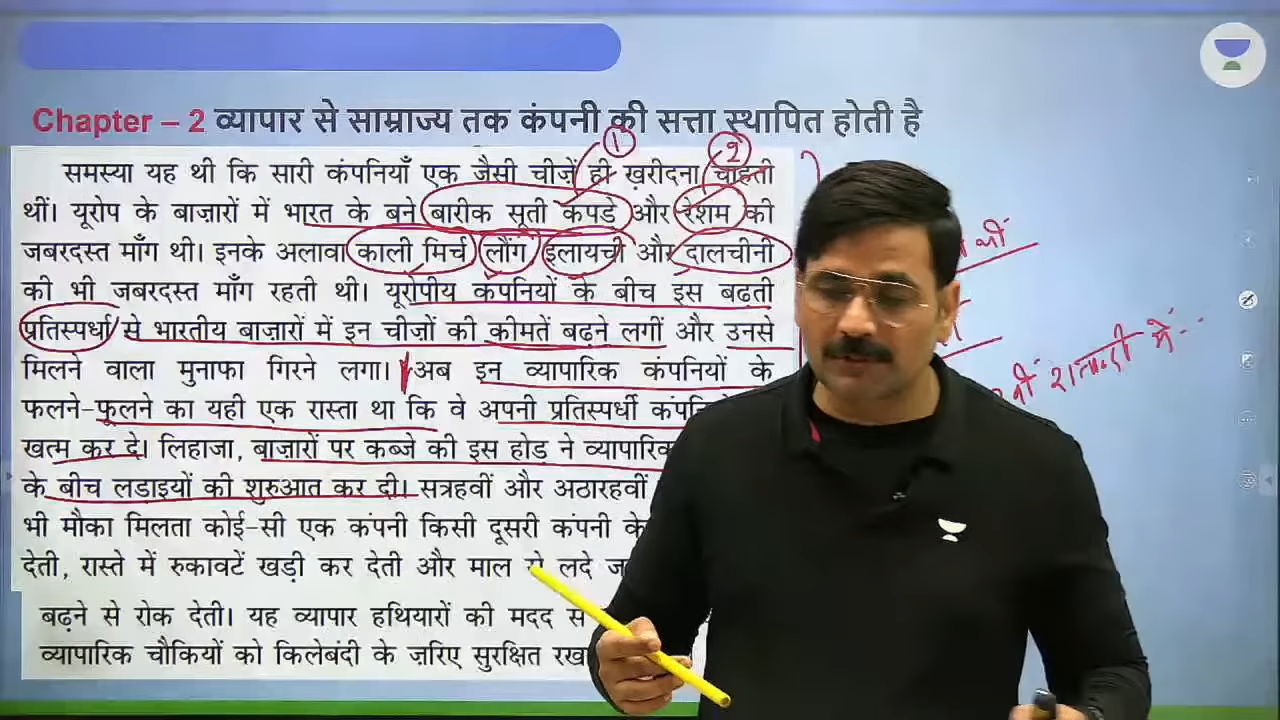 Chapter – 2 व्यापार से साम्राज्य तक कंपनी की सत्ता स्थापित होती है
1 2
समस्या यह थी कि सारी कंपनियाँ एक जैसी चीज़ें ही ख़रीदना चाहती
थीं। यूरोप के बाज़ारों में भारत के बने बारीक सूती कपडे और रेशम की
जबरदस्त माँग थी। इनके अलावा काली मिर्च लौंग इलायची और दालचीनी
की भी जबरदस्त माँग रहती थी। यूरोपीय कंपनियों के बीच इस बढ़ती
प्रतिस्पर्धा से भारतीय बाज़ारों में इन चीज़ों की कीमतें बढ़ने लगीं और उनसे
मिलने वाला मुनाफा गिरने लगा। अब इन व्यापारिक कंपनियों के
फलने-फूलने का यही एक रास्ता था कि वे अपनी प्रतिस्पर्धी
खत्म कर दे। लिहाजा, बाज़ारों पर कब्जे की इस होड़ ने व्यापारिक
के बीच लडाइयों की शुरुआत कर दी। सत्रहवीं और अठारहवीं
भी मौका मिलता कोई-सी एक कंपनी किसी दूसरी कंपनी के
देती, रास्ते में रुकावटें खड़ी कर देती और माल से लदे
बढ़ने से रोक देती। यह व्यापार हथियारों की मदद
व्यापारिक चौकियों को किलेबंदी के ज़रिए सुरक्षित
थीं
वीं शताब्दी में